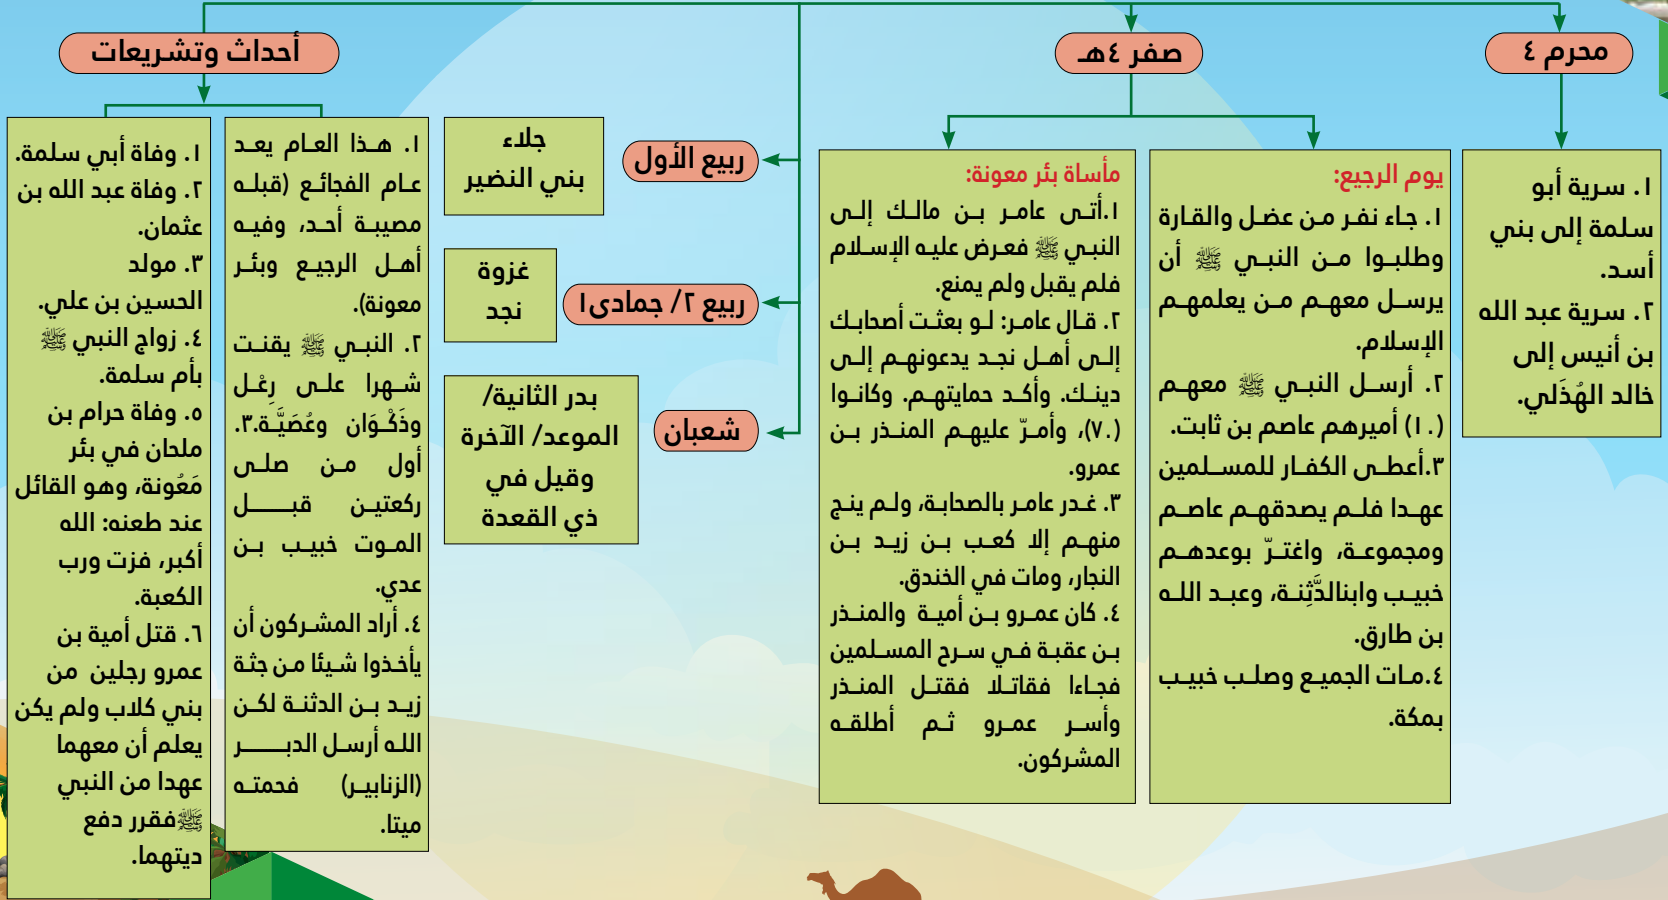 محرم ٤
١. سرية أبو
سلمة إلى بني
أسد.
٢. سرية عبد الله
بن أنيس إلى
خالد الهُذَلي.
صفر ٤هـ
يوم الرجيع:
١. جاء نفر من عضل والقارة
وطلبوا من النبي ﷺ أن
يرسل معهم من يعلمهم
الإسلام.
٢. أرسل النبي ﷺ معهم
(١٠) أميرهم عاصم بن ثابت.
٣.أعطى الكفار للمسلمين
عهدا فلم يصدقهم عاصم
ومجموعة، واغترّ بوعدهم
خبيب وابنالدَّثِنة، وعبد الله
بن طارق.
٤.مات الجميع وصلب خبيب
بمكة.
مأساة بئر معونة:
١.أتى عامر بن مالك إلى
النبي ﷺ فعرض عليه الإسلام
فلم يقبل ولم يمنع.
٢. قال عامر: لو بعثت أصحابك
إلى أهل نجد يدعونهم إلى
دينك. وأكد حمايتهم. وكانوا
(٧٠)، وأمرّ عليهم المنذر بن
عمرو.
٣. غدر عامر بالصحابة، ولم ينج
منهم إلا كعب بن زيد بن
النجار، ومات في الخندق.
٤. كان عمرو بن أمية والمنذر
بن عقبة في سرح المسلمين
فجاءا فقاتلا فقتل المنذر
وأسر عمرو ثم أطلقه
المشركون.
ربيع الأول
جلاء
بني النضير
ربيع ٢/ جمادى١
غزوة
نجد
شعبان
بدر الثانية/
الموعد/ الآخرة
وقيل في
ذي القعدة
أحداث وتشريعات
١. هذا العام يعد
عام الفجائع (قبله
مصيبة أحد، وفيه
أهل الرجيع وبئر
معونة).
٢. النبي ﷺ يقنت
شهرا على رِعْل
وذَكْوَان وعُصَيَّة.٣.
أول من صلى
ركعتين قبل
الموت خبيب بن
عدي.
٤. أراد المشركون أن
يأخذوا شيئا من جثة
زيد بن الدثنة لكن
الله أرسل الدبر
(الزنابير) فحمته
ميتا.
١. وفاة أبي سلمة.
٢. وفاة عبد الله بن
عثمان.
٣. مولد
الحسين بن علي.
٤. زواج النبي ﷺ
بأم سلمة.
٥. وفاة حرام بن
ملحان في بئر
مَعُونة، وهو القائل
عند طعنه: الله
أكبر، فزت ورب
الكعبة.
٦. قتل أمية بن
عمرو رجلين من
بني كلاب ولم يكن
يعلم أن معهما
عهدا من النبي
ﷺفقرر دفع
ديتهما.